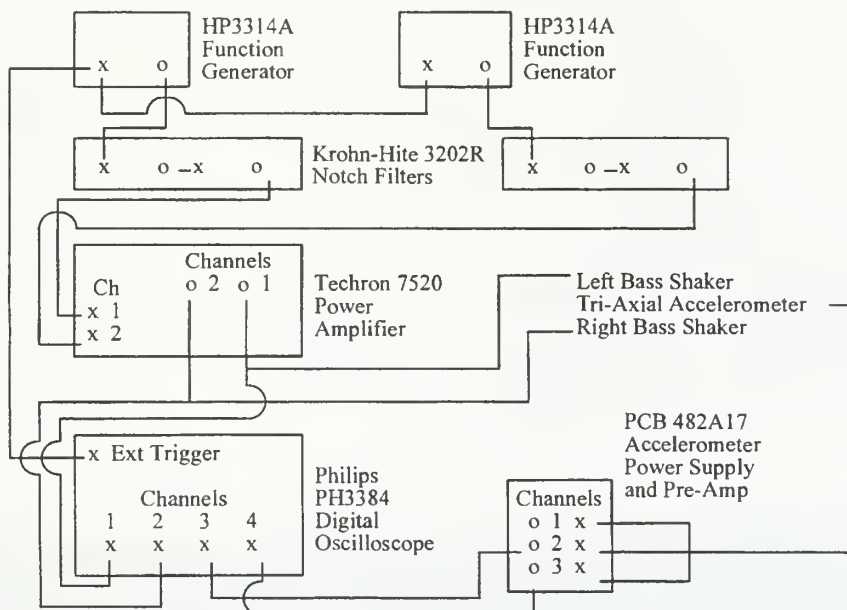 HP3314A
Function
Generator
x o
HP3314A
Function
Generator
x o
Krohn-Hite 3202R
Notch Filters
x o –x o
x o –x o
Channels
o 2 o 1
Ch
x 1
x 2
Techron 7520
Power
Amplifier
Left Bass Shaker
Tri-Axial Accelerometer
Right Bass Shaker
x Ext Trigger
Channels
1 2 3 4
x x x x
Philips
PH3384
Digital
Oscilloscope
PCB 482A17
Accelerometer
Power Supply
and Pre-Amp
Channels
o 1 x
o 2 x
o 3 x